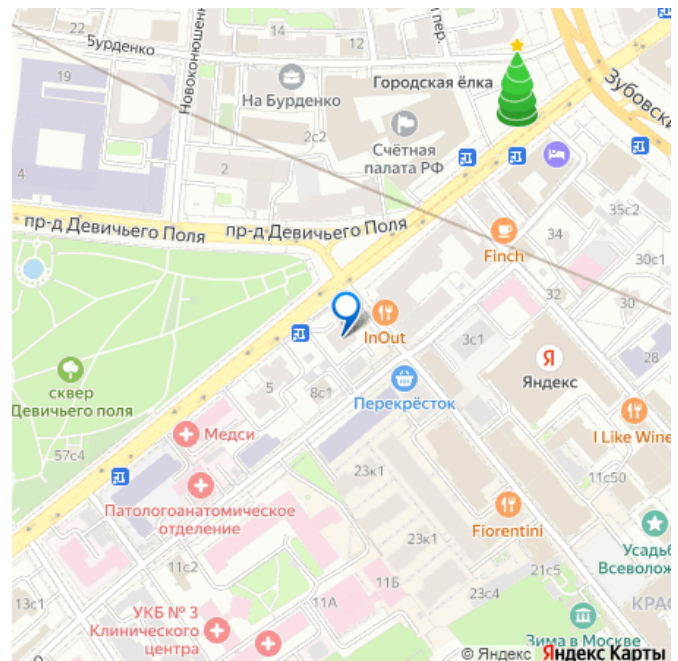 22
Бурденко
14
19
Новоконюшен
пер.
На Бурденко
Городская ёлка
Зубовски
2с2
Счётная
палата РФ
4
2
35с2
пр-д Девичьего Поля
пр-д Девичьего Поля
34
Finch
30с1
32
30
InOut
3с1
Яндекс
28
сквер
Девичьего поля
5
8с1
Перекрёсток
I Like Wine
Медси
57с4
23к1
11с50
Патологоанатомическое
отделение
Fiorentini
Усадьб
Всеволож
23к1
11с2
21с5
11Б
23с4
13с1
11А
КРАС
УКБ № 3
Клинического
центра
Зима в Москве
© Яндекс Яндекс Карты